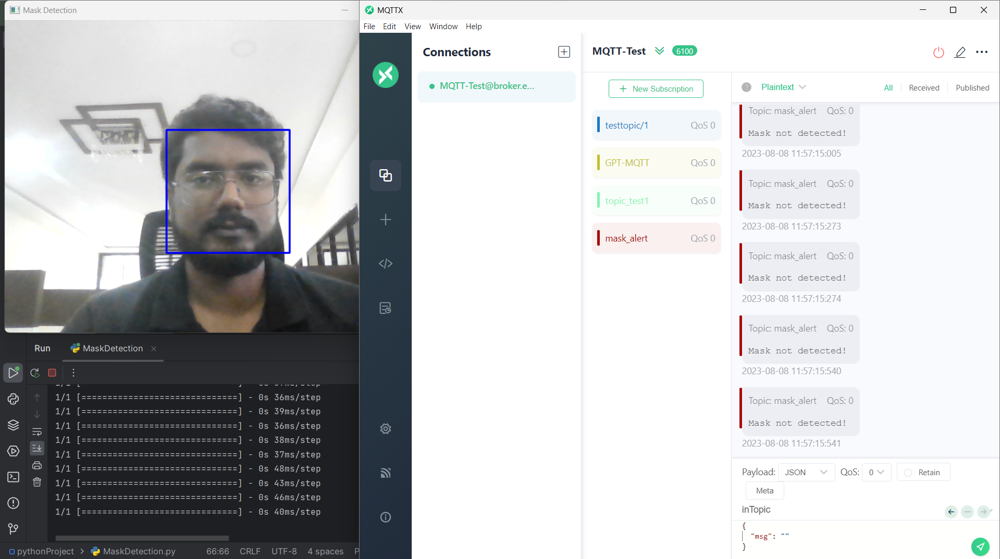 Mask Detection
MQTTX
File Edit View Window Help
Connections
MQTT-Test@broker.e...
MQTT-Test 6100
New Subscription
testtopic/1 QoS 0
GPT-MQTT QoS 0
topic_test1 QoS 0
mask_alert QoS 0
Plaintext All Received Published
Topic: mask_alert QoS: 0
Mask not detected!
2023-08-08 11:57:15:005
Topic: mask_alert QoS: 0
Mask not detected!
2023-08-08 11:57:15:273
Topic: mask_alert QoS: 0
Mask not detected!
2023-08-08 11:57:15:274
Topic: mask_alert QoS: 0
Mask not detected!
2023-08-08 11:57:15:540
Topic: mask_alert QoS: 0
Mask not detected!
2023-08-08 11:57:15:541
Payload: JSON QoS: 0 Retain
Meta
inTopic
{
"msg": ""
}
Run MaskDetection
1/1 [==============================] - 0s 36ms/step
1/1 [==============================] - 0s 39ms/step
1/1 [==============================] - 0s 36ms/step
1/1 [==============================] - 0s 38ms/step
1/1 [==============================] - 0s 37ms/step
1/1 [==============================] - 0s 48ms/step
1/1 [==============================] - 0s 43ms/step
1/1 [==============================] - 0s 46ms/step
1/1 [==============================] - 0s 40ms/step
pythonProject > MaskDetection.py 66:66 CRLF UTF-8 4 spaces P